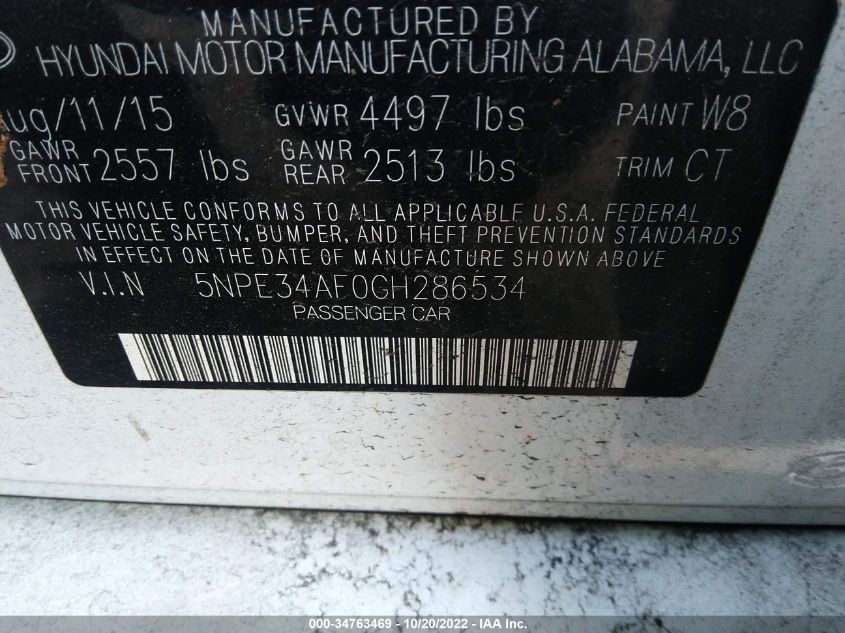 MANUFACTURED BY
HYUNDAI MOTOR MANUFACTURING ALABAMA, LLC
ug/11/15 GVWR 4497 lbs PAINT W8
GAWR FRONT 2557 lbs GAWR REAR 2513 lbs TRIM CT
THIS VEHICLE CONFORMS TO ALL APPLICABLE U.S.A. FEDERAL
MOTOR VEHICLE SAFETY, BUMPER, AND THEFT PREVENTION STANDARDS
IN EFFECT ON THE DATE OF MANUFACTURE SHOWN ABOVE
V.I.N 5NPE34AF0GH286534
PASSENGER CAR
000-34763469 - 10/20/2022 - IAA Inc.